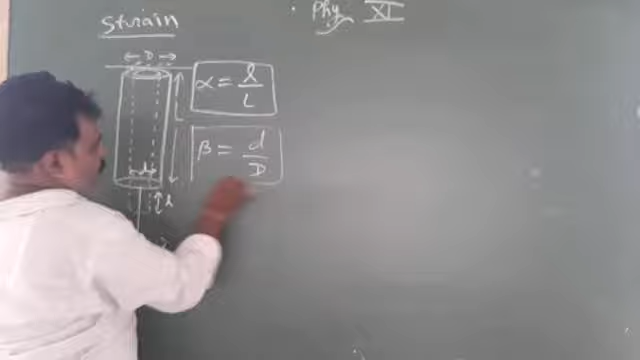 Strain
Phy XI
D
α = l/L
β = d/D
l